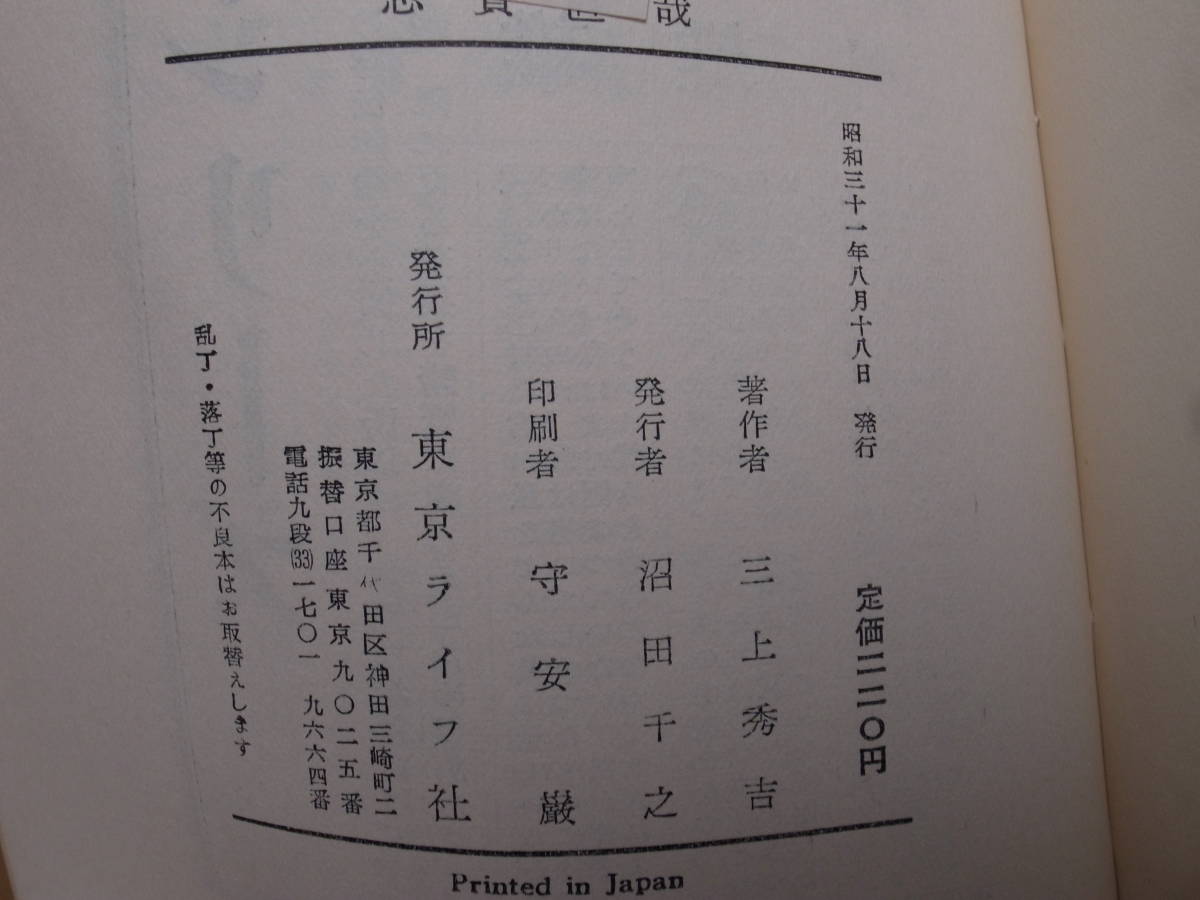 志賀直哉
昭和三十一年八月十八日 発行
定価二二〇円
著作者 三上秀吉
発行者 沼田千之
印刷者 守安巌
発行所 東京ライフ社
東京都千代田区神田三崎町二
振替口座東京九〇二五番
電話九段(33)一七〇一 九六六四番
乱丁・落丁等の不良本はお取替えします
Printed in Japan